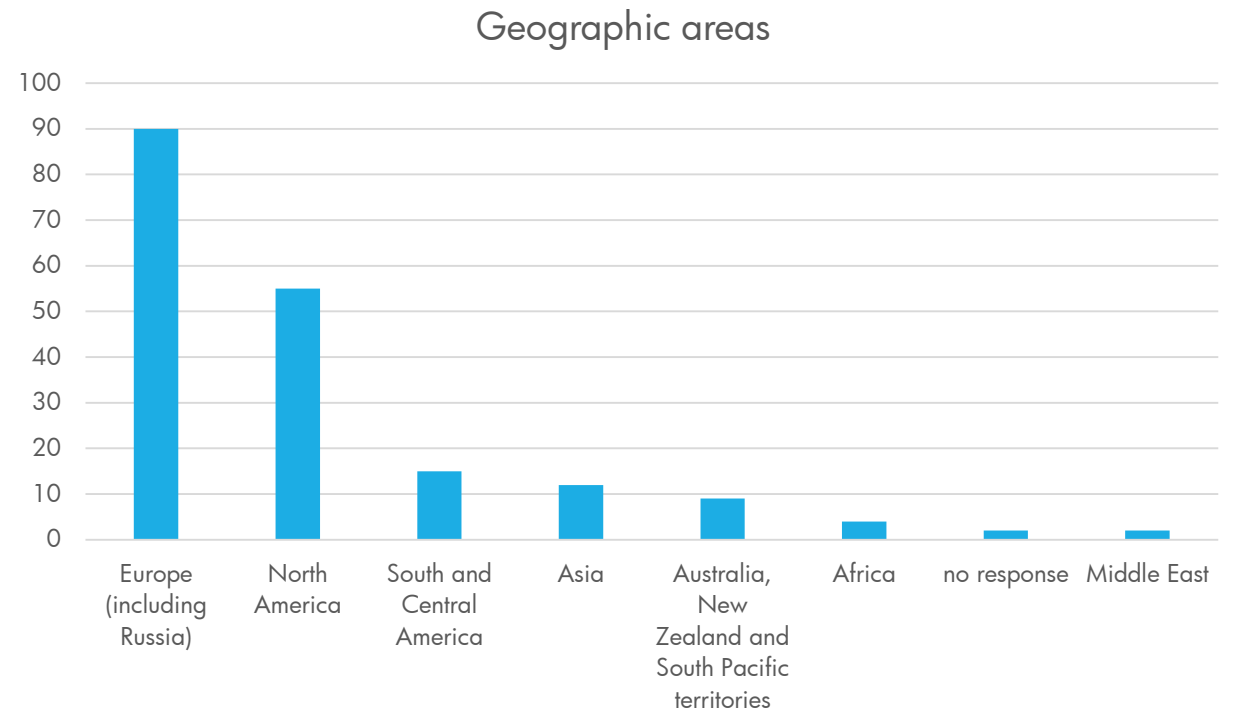 Geographic areas
100
90
80
70
60
50
40
30
20
10
0
Europe
(including
Russia)
North
America
South and
Central
America
Asia
Australia,
New
Zealand and
South Pacific
territories
Africa
no response
Middle East